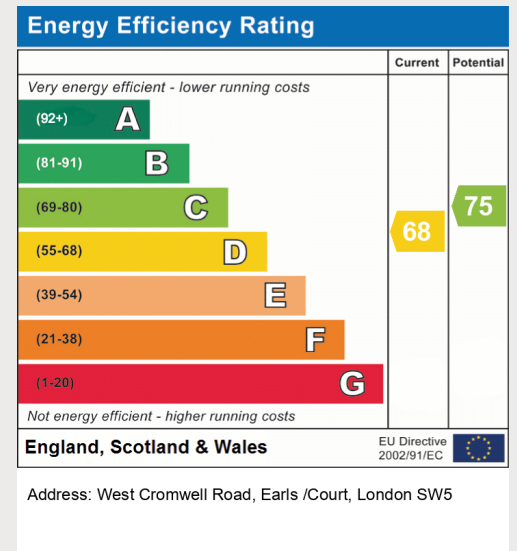 Energy Efficiency Rating
Current Potential
Very energy efficient - lower running costs
(92+) A
(81-91) B
(69-80) C
75
(55-68) D
68
(39-54) E
(21-38) F
(1-20) G
Not energy efficient - higher running costs
England, Scotland & Wales
EU Directive
2002/91/EC
Address: West Cromwell Road, Earls /Court, London SW5